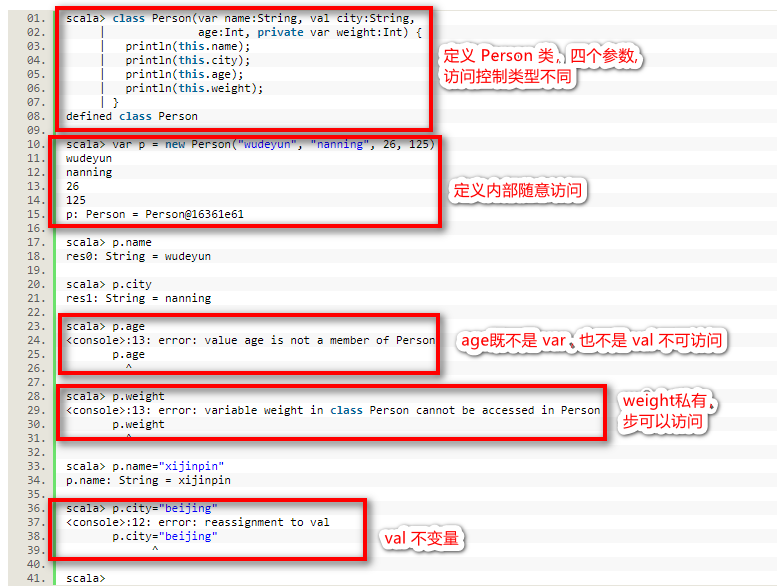 01. scala> class Person(var name:String, val city:String,
02. | age:Int, private var weight:Int) {
03. | println(this.name);
04. | println(this.city);
05. | println(this.age);
06. | println(this.weight);
07. | }
08. defined class Person
09.
10. scala> var p = new Person("wudeyun", "nanning", 26, 125)
11. wudeyun
12. nanning
13. 26
14. 125
15. p: Person = Person@16361e61
16.
17. scala> p.name
18. res0: String = wudeyun
19.
20. scala> p.city
21. res1: String = nanning
22.
23. scala> p.age
24. <console>:13: error: value age is not a member of Person
25. p.age
26. ^
27.
28. scala> p.weight
29. <console>:13: error: variable weight in class Person cannot be accessed in Person
30. p.weight
31. ^
32.
33. scala> p.name="xijinpin"
34. p.name: String = xijinpin
35.
36. scala> p.city="beijing"
37. <console>:12: error: reassignment to val
38. p.city="beijing"
39. ^
40.
41. scala>
定义 Person 类，四个参数,
访问控制类型不同
定义内部随意访问
age既不是 var、也不是 val 不可访问
weight私有、
步可以访问
val 不变量